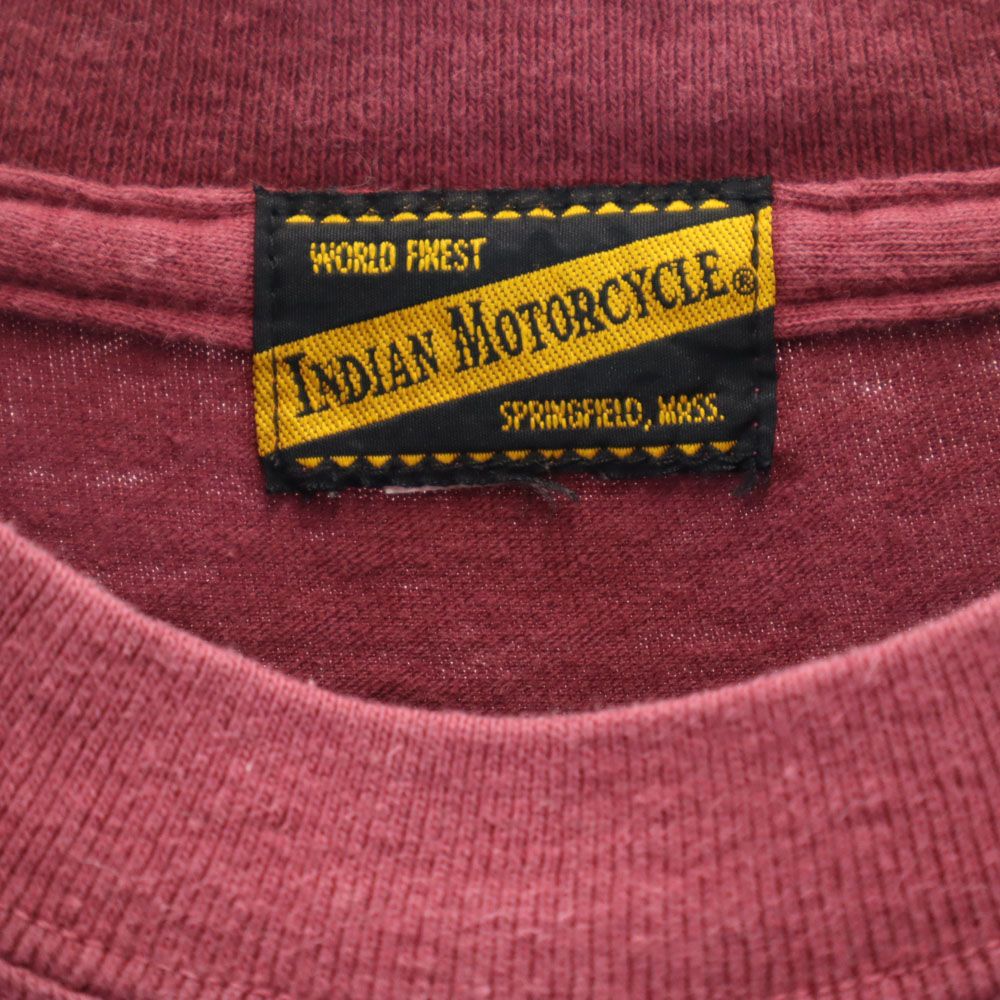 WORLD FINEST
INDIAN MOTORCYCLE®
SPRINGFIELD, MASS.